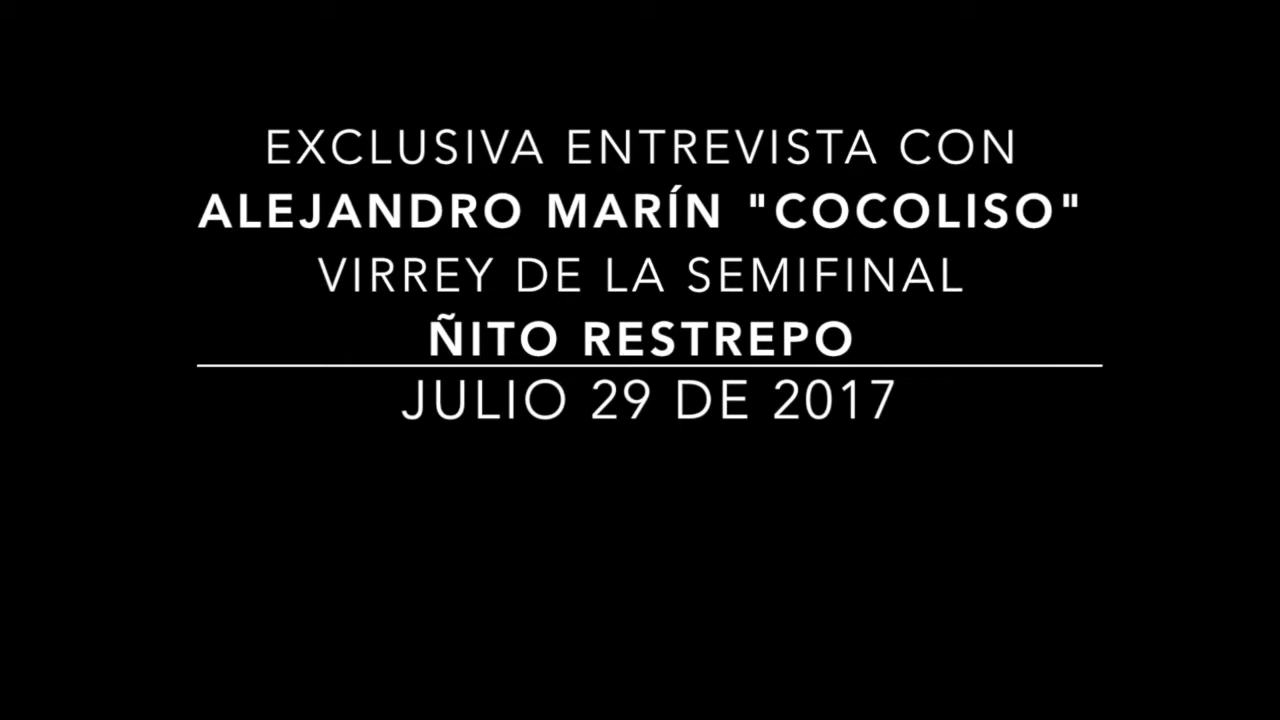 EXCLUSIVA ENTREVISTA CON
ALEJANDRO MARÍN "COCOLISO"
VIRREY DE LA SEMIFINAL
ÑITO RESTREPO
JULIO 29 DE 2017